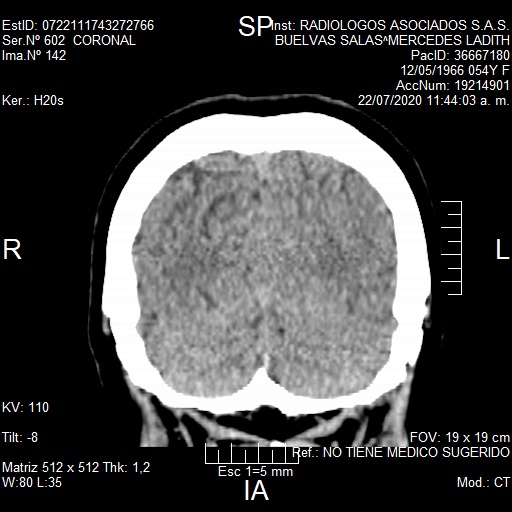 EstID: 0722111743272766
Ser.Nº 602 CORONAL
Ima.Nº 142
Ker.: H20s
SP
Inst: RADIOLOGOS ASOCIADOS S.A.S.
BUELVAS SALAS^MERCEDES LADITH
PacID: 36667180
12/05/1966 054Y F
AccNum: 19214901
22/07/2020 11:44:03 a. m.
R
L
KV: 110
Tilt: -8
Matriz 512 x 512 Thk: 1,2
W:80 L:35
Esc 1=5 mm
IA
FOV: 19 x 19 cm
Ref.: NO TIENE MEDICO SUGERIDO
Mod.: CT